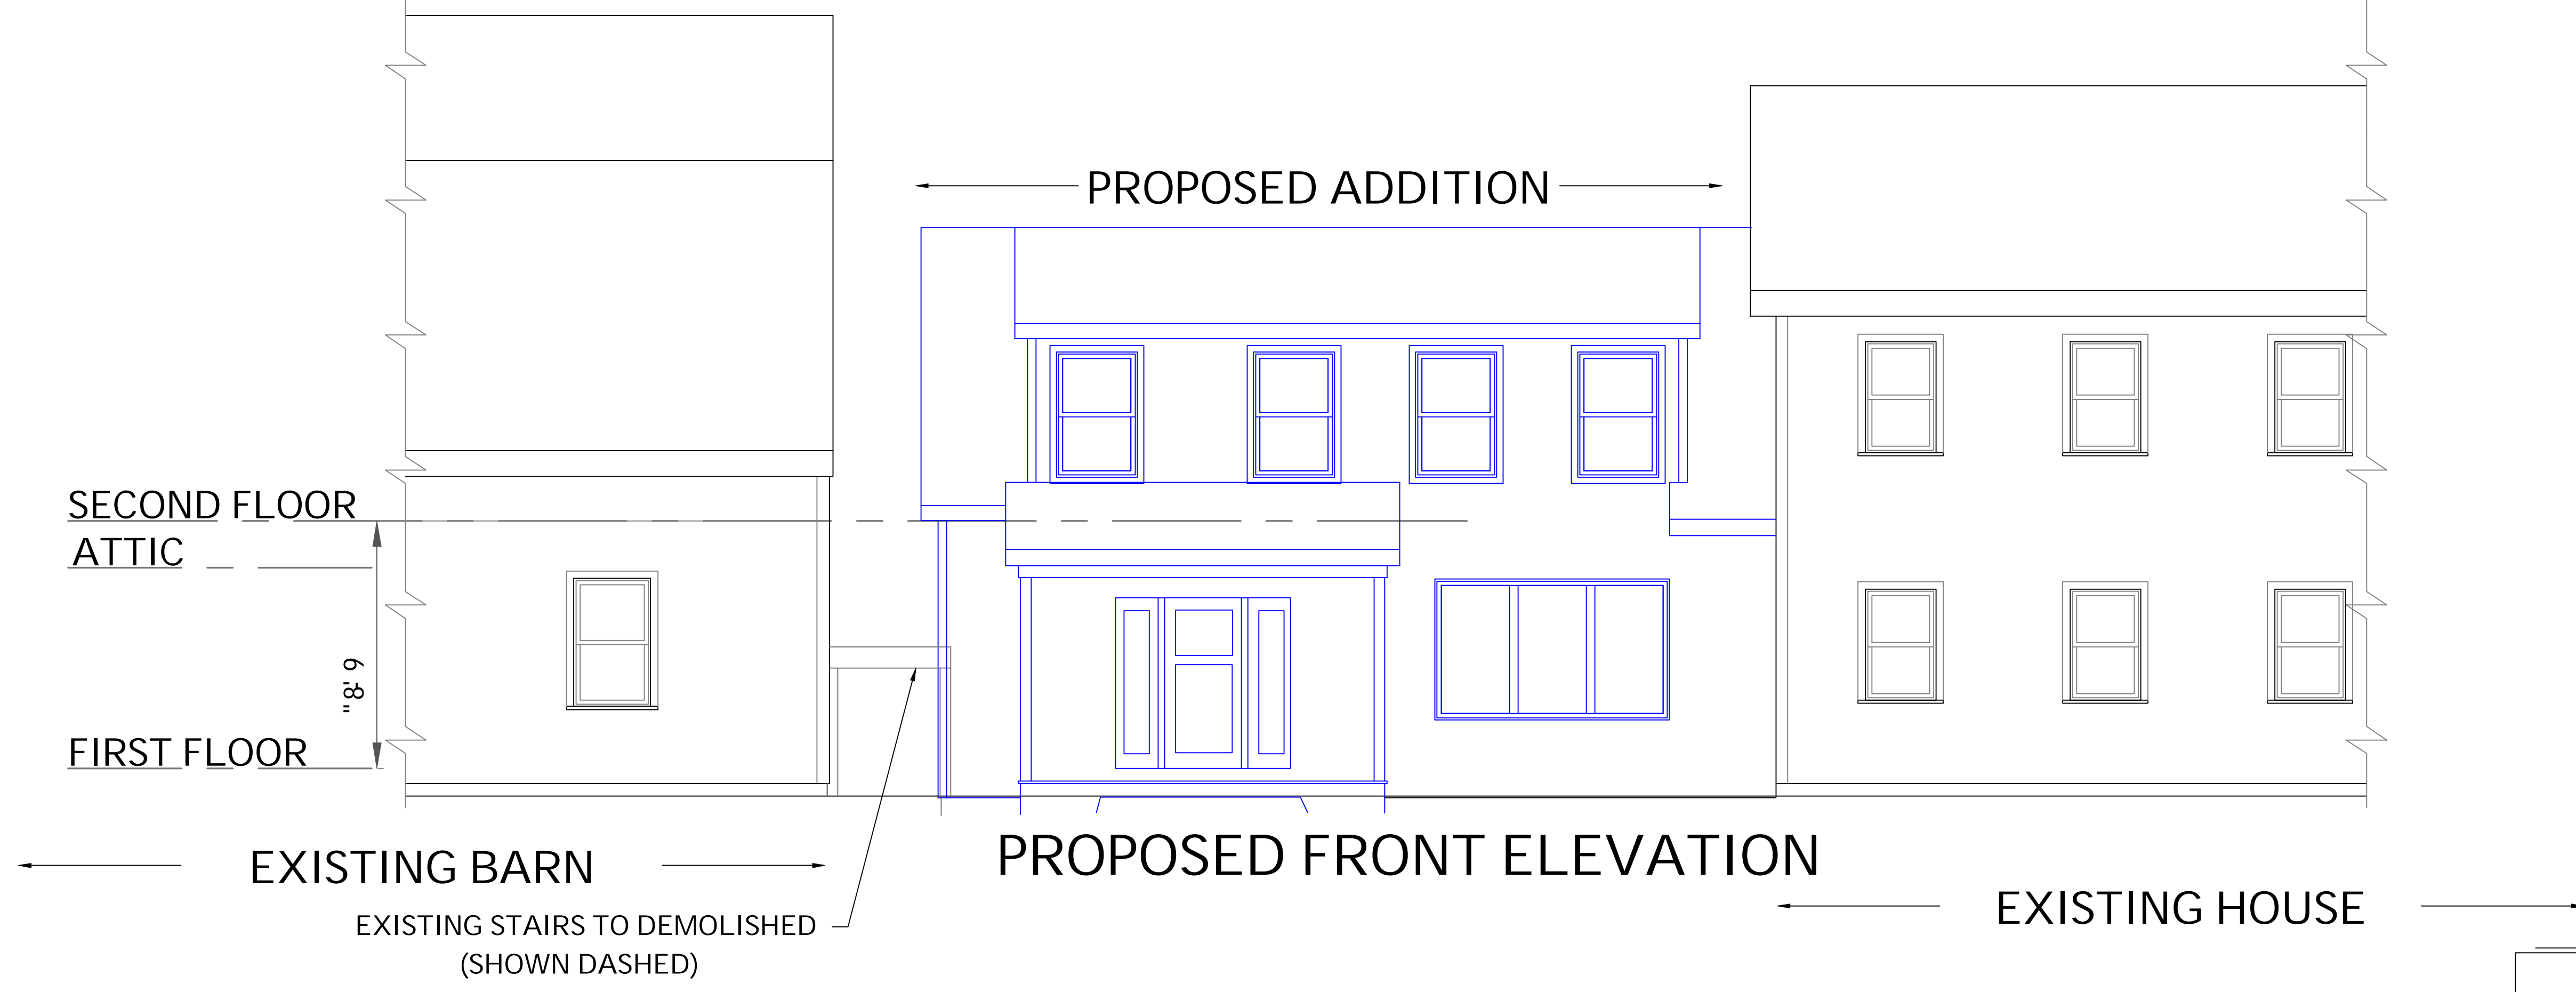 PROPOSED ADDITION
SECOND FLOOR
ATTIC
9'-8"
FIRST FLOOR
PROPOSED FRONT ELEVATION
EXISTING BARN
EXISTING HOUSE
EXISTING STAIRS TO DEMOLISHED
(SHOWN DASHED)